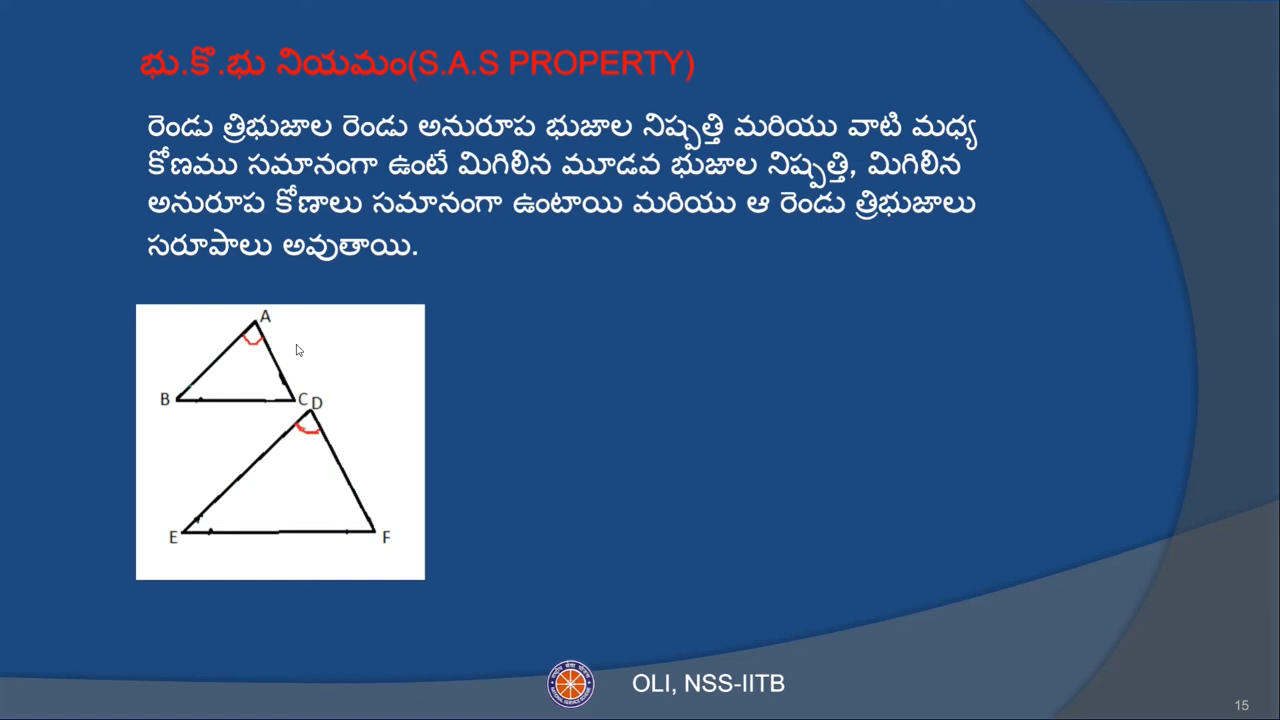 భు.కొ.భు నియమం(S.A.S PROPERTY)
రెండు త్రిభుజాల రెండు అనురూప భుజాల నిష్పత్తి మరియు వాటి మధ్య
కోణము సమానంగా ఉంటే మిగిలిన మూడవ భుజాల నిష్పత్తి, మిగిలిన
అనురూప కోణాలు సమానంగా ఉంటాయి మరియు ఆ రెండు త్రిభుజాలు
సరూపాలు అవుతాయి.
A
B
C
D
E
F
OLI, NSS-IITB
15